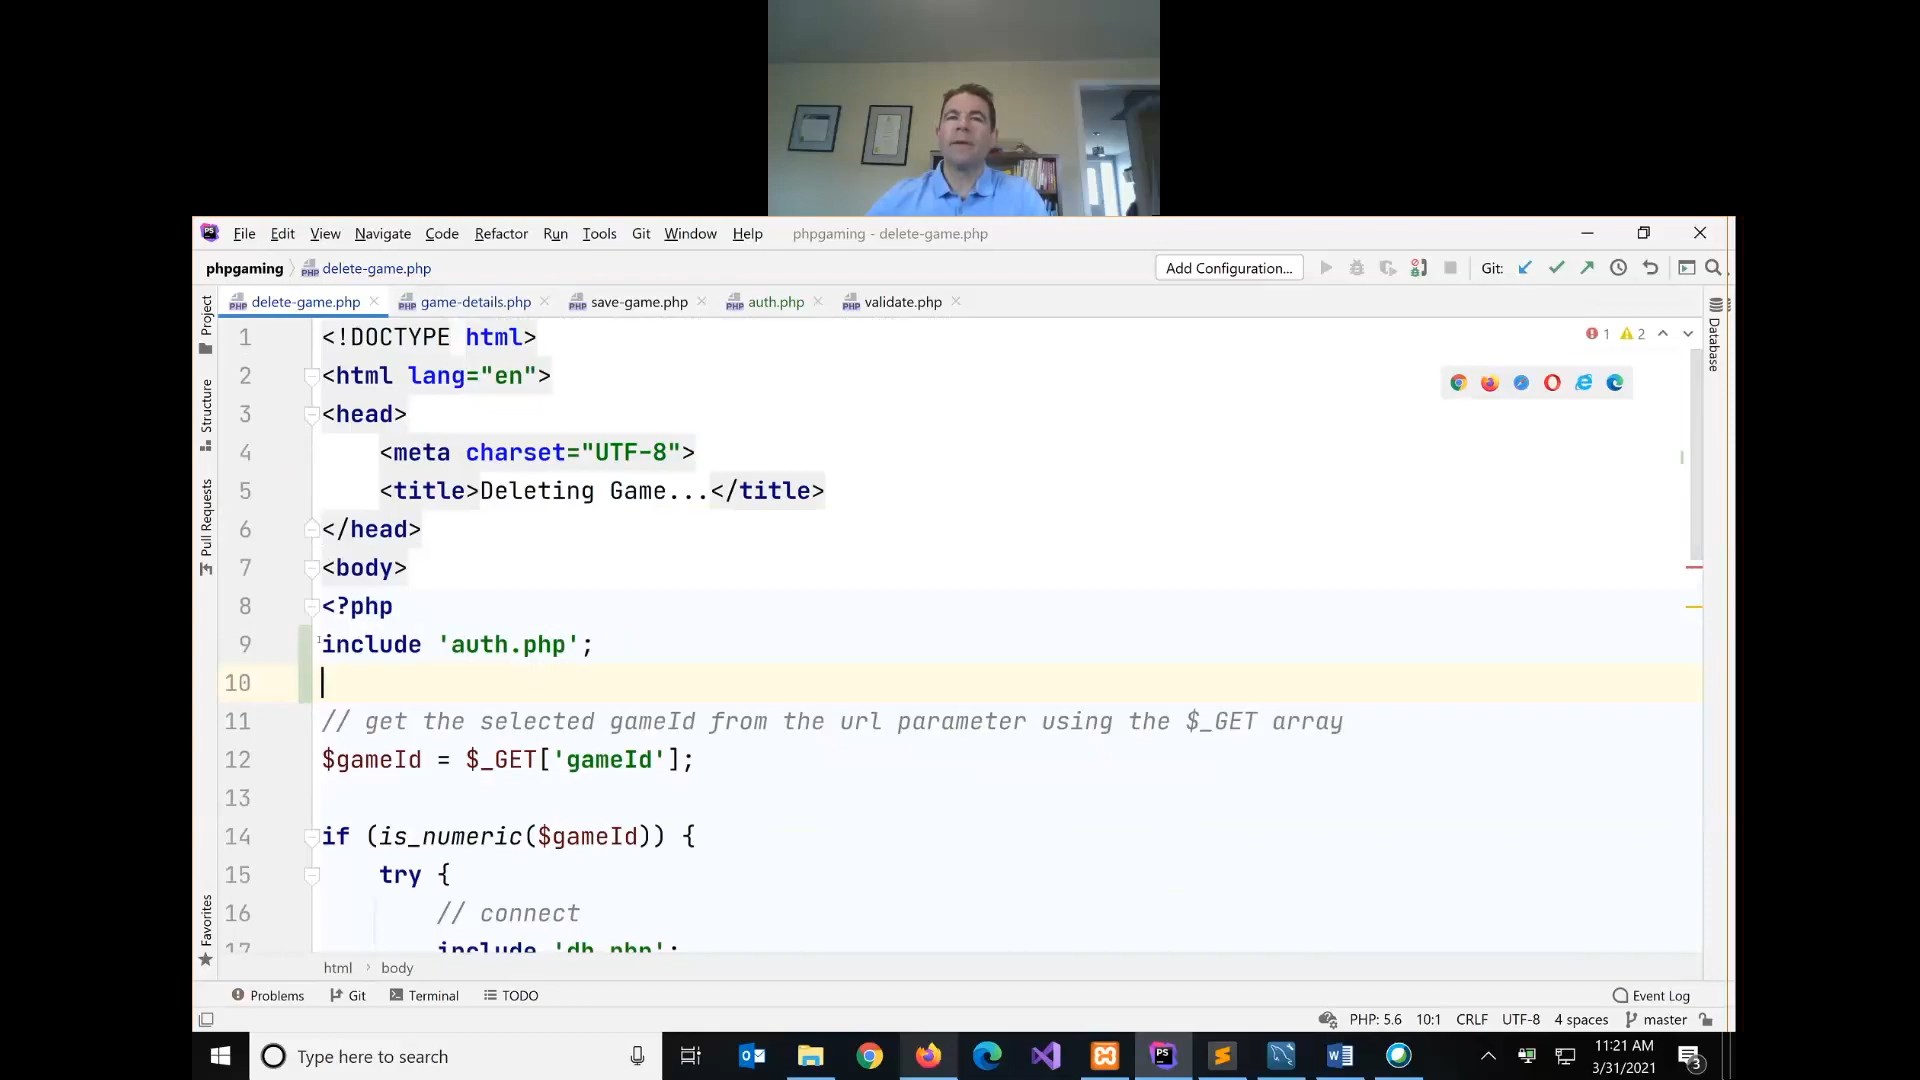 File Edit View Navigate Code Refactor Run Tools Git Window Help phpgaming - delete-game.php
phpgaming delete-game.php Add Configuration... Git:
delete-game.php game-details.php save-game.php auth.php validate.php
Project
Structure
Pull Requests
Favorites
Database
1 2
1 <!DOCTYPE html>
2 <html lang="en">
3 <head>
4 <meta charset="UTF-8">
5 <title>Deleting Game...</title>
6 </head>
7 <body>
8 <?php
9 include 'auth.php';
10
11 // get the selected gameId from the url parameter using the $_GET array
12 $gameId = $_GET['gameId'];
13
14 if (is_numeric($gameId)) {
15 try {
16 // connect
17 include 'db.php';
html › body
Problems Git Terminal TODO Event Log
PHP: 5.6 10:1 CRLF UTF-8 4 spaces master
Type here to search
11:21 AM
3/31/2021
3